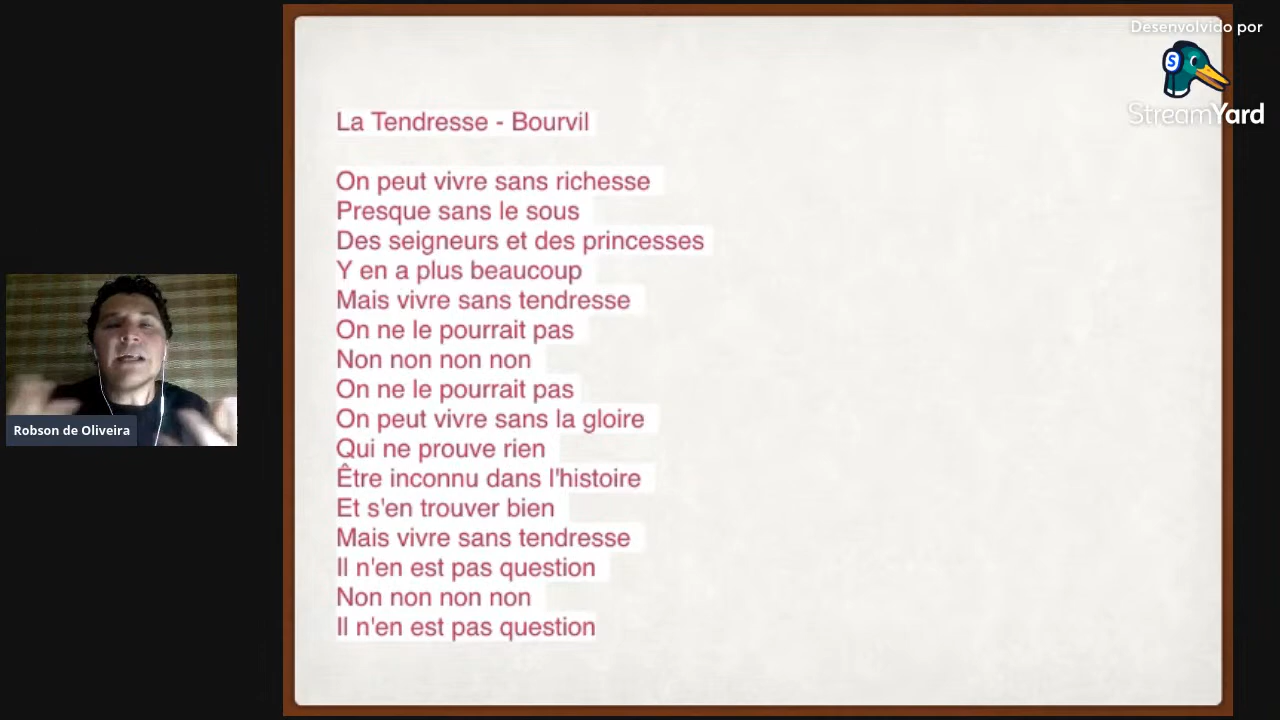 Desenvolvido por
S
StreamYard
La Tendresse - Bourvil
On peut vivre sans richesse
Presque sans le sous
Des seigneurs et des princesses
Y en a plus beaucoup
Mais vivre sans tendresse
On ne le pourrait pas
Non non non non
On ne le pourrait pas
On peut vivre sans la gloire
Qui ne prouve rien
Être inconnu dans l'histoire
Et s'en trouver bien
Mais vivre sans tendresse
Il n'en est pas question
Non non non non
Il n'en est pas question
Robson de Oliveira